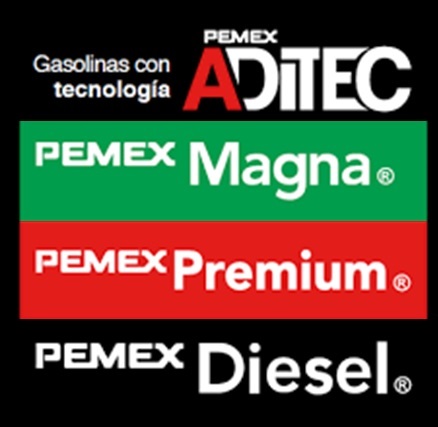 PEMEX
Gasolinas con ADiTEC
tecnología
PEMEX Magna®
PEMEX Premium®
PEMEX Diesel®